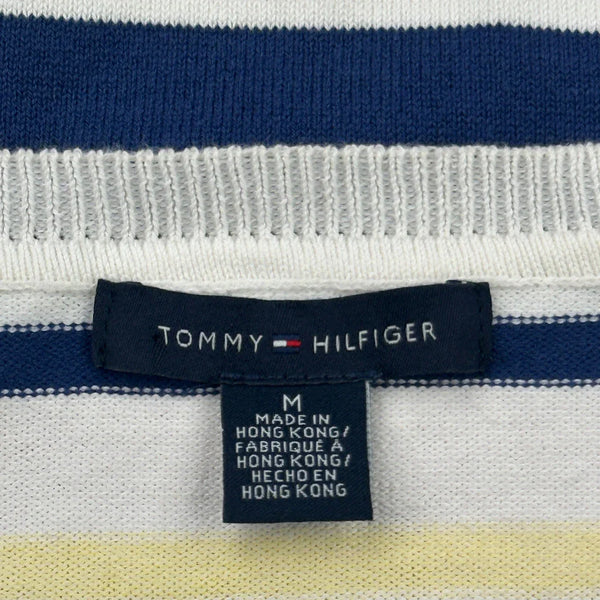 TOMMY HILFIGER
M
MADE IN
HONG KONG/
FABRIQUÉ À
HONG KONG/
HECHO EN
HONG KONG